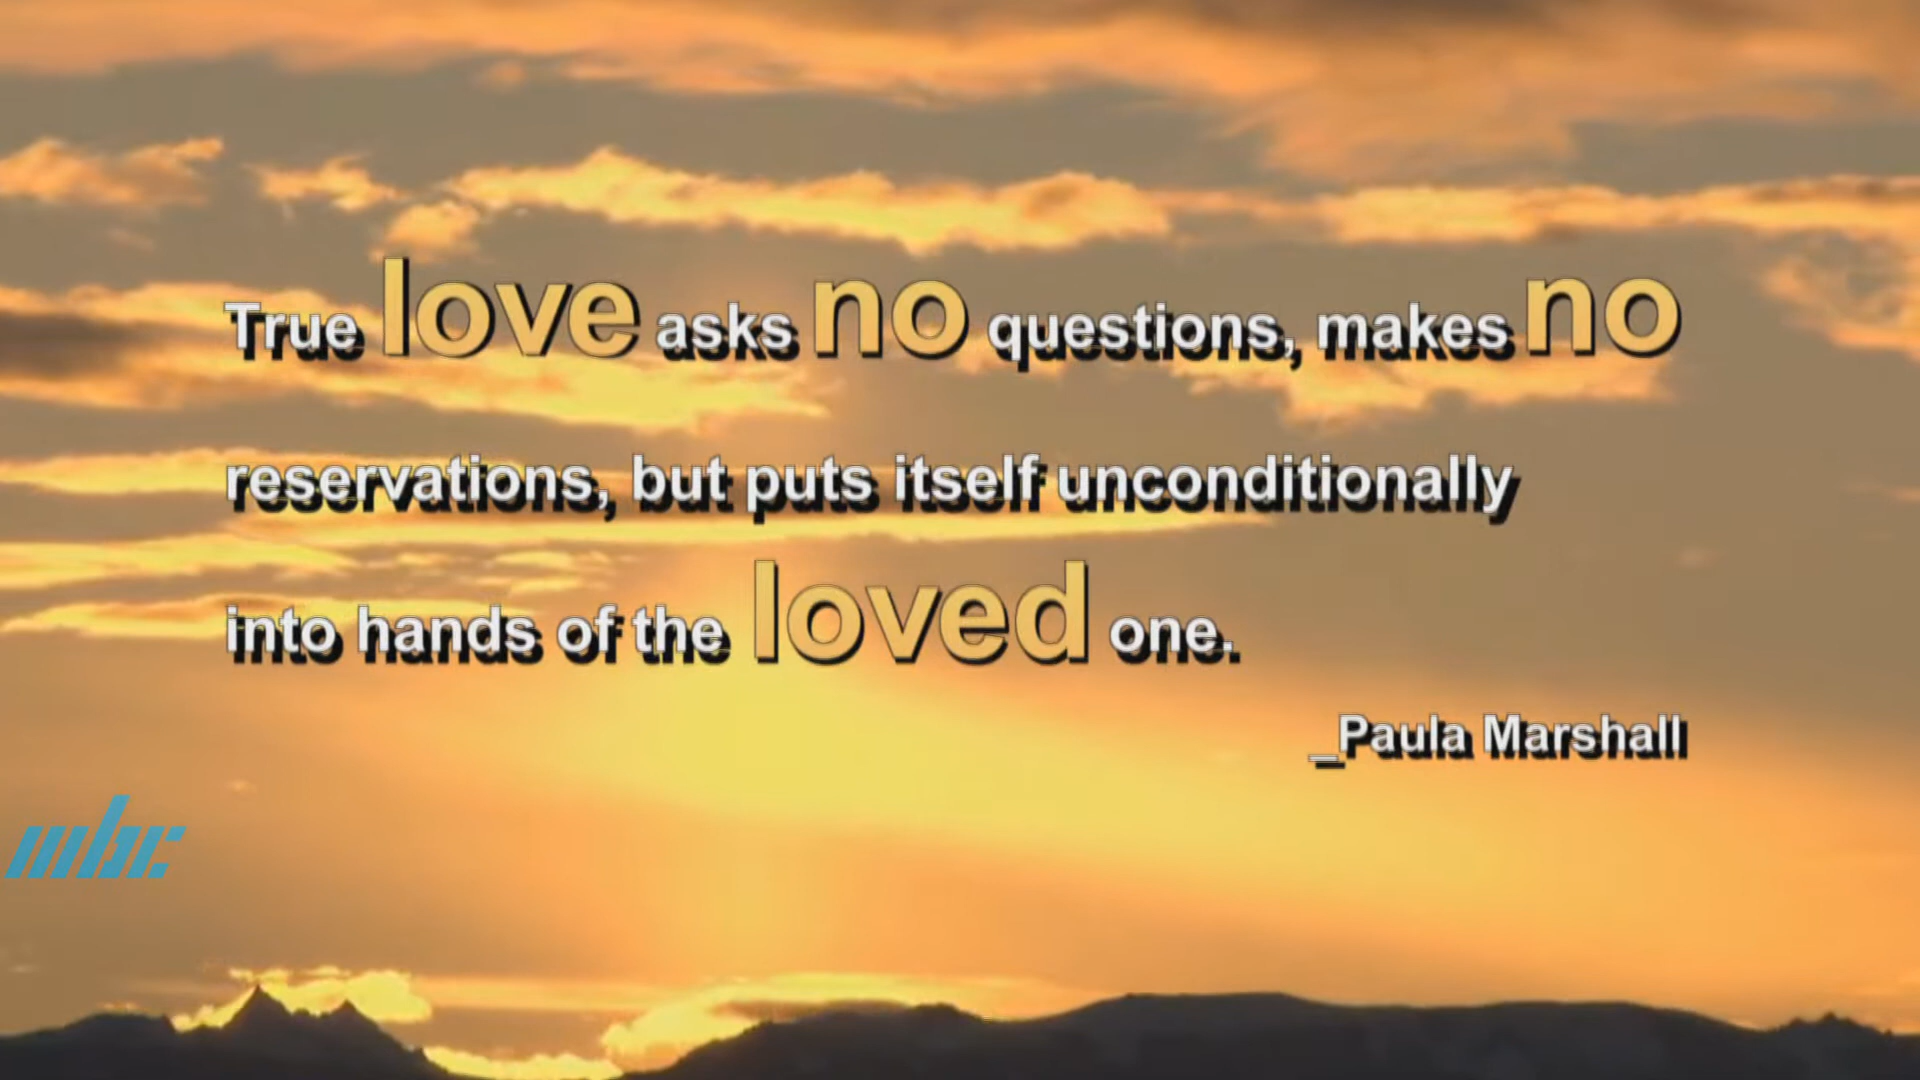 True love asks no questions, makes no
reservations, but puts itself unconditionally
into hands of the loved one.
_Paula Marshall
mbc